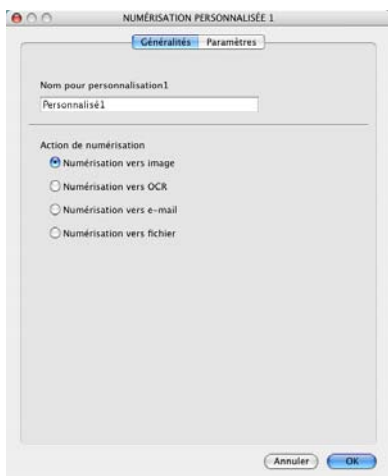 NUMÉRISATION PERSONNALISÉE 1
Généralités Paramètres
Nom pour personnalisation1
Personnalisé1
Action de numérisation
Numérisation vers image
Numérisation vers OCR
Numérisation vers e-mail
Numérisation vers fichier
Annuler OK